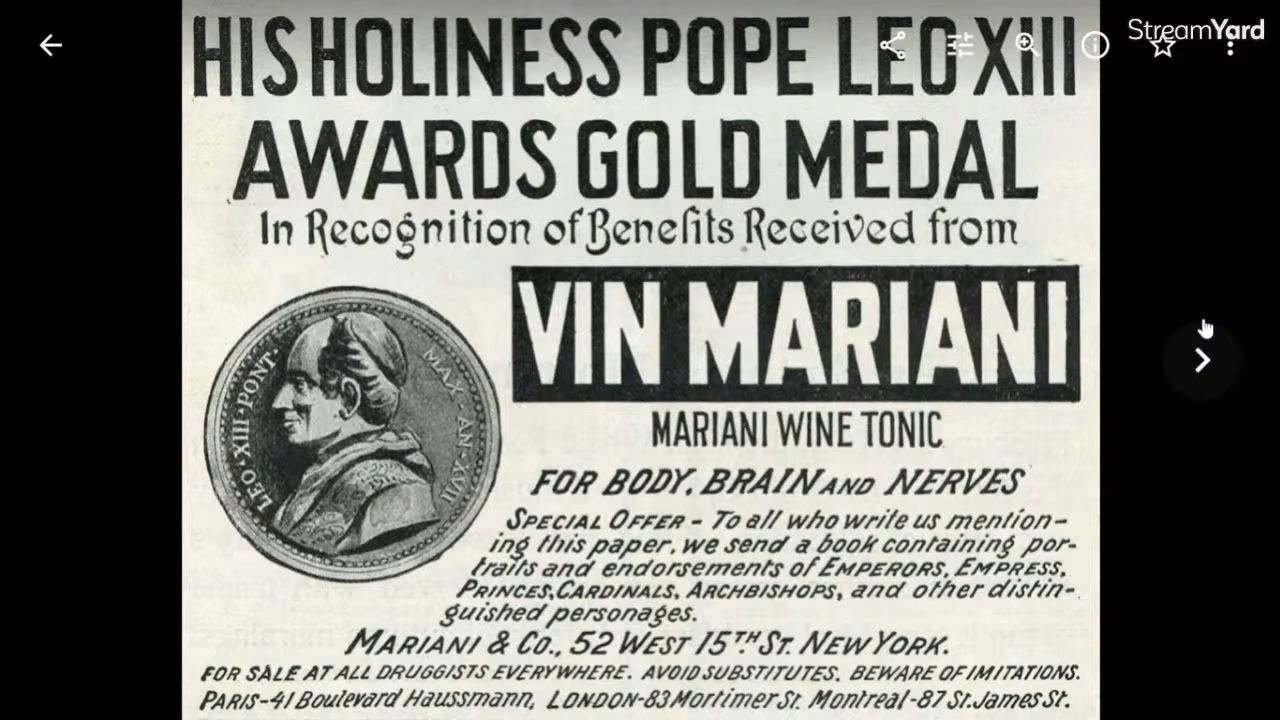 StreamYard
HIS HOLINESS POPE LEO XIII
AWARDS GOLD MEDAL
In Recognition of Benefits Received from
VIN MARIANI
LEO·XIII·PONT· MAX - AN·XVII
MARIANI WINE TONIC
FOR BODY, BRAIN AND NERVES
SPECIAL OFFER - To all who write us mention-
ing this paper, we send a book containing por-
traits and endorsements of EMPERORS, EMPRESS,
PRINCES, CARDINALS, ARCHBISHOPS, and other distin-
guished personages.
MARIANI & CO., 52 WEST 15TH ST. NEW YORK.
FOR SALE AT ALL DRUGGISTS EVERYWHERE. AVOID SUBSTITUTES. BEWARE OF IMITATIONS.
PARIS-41 Boulevard Haussmann, LONDON-83 Mortimer St. Montreal-87 St. James St.